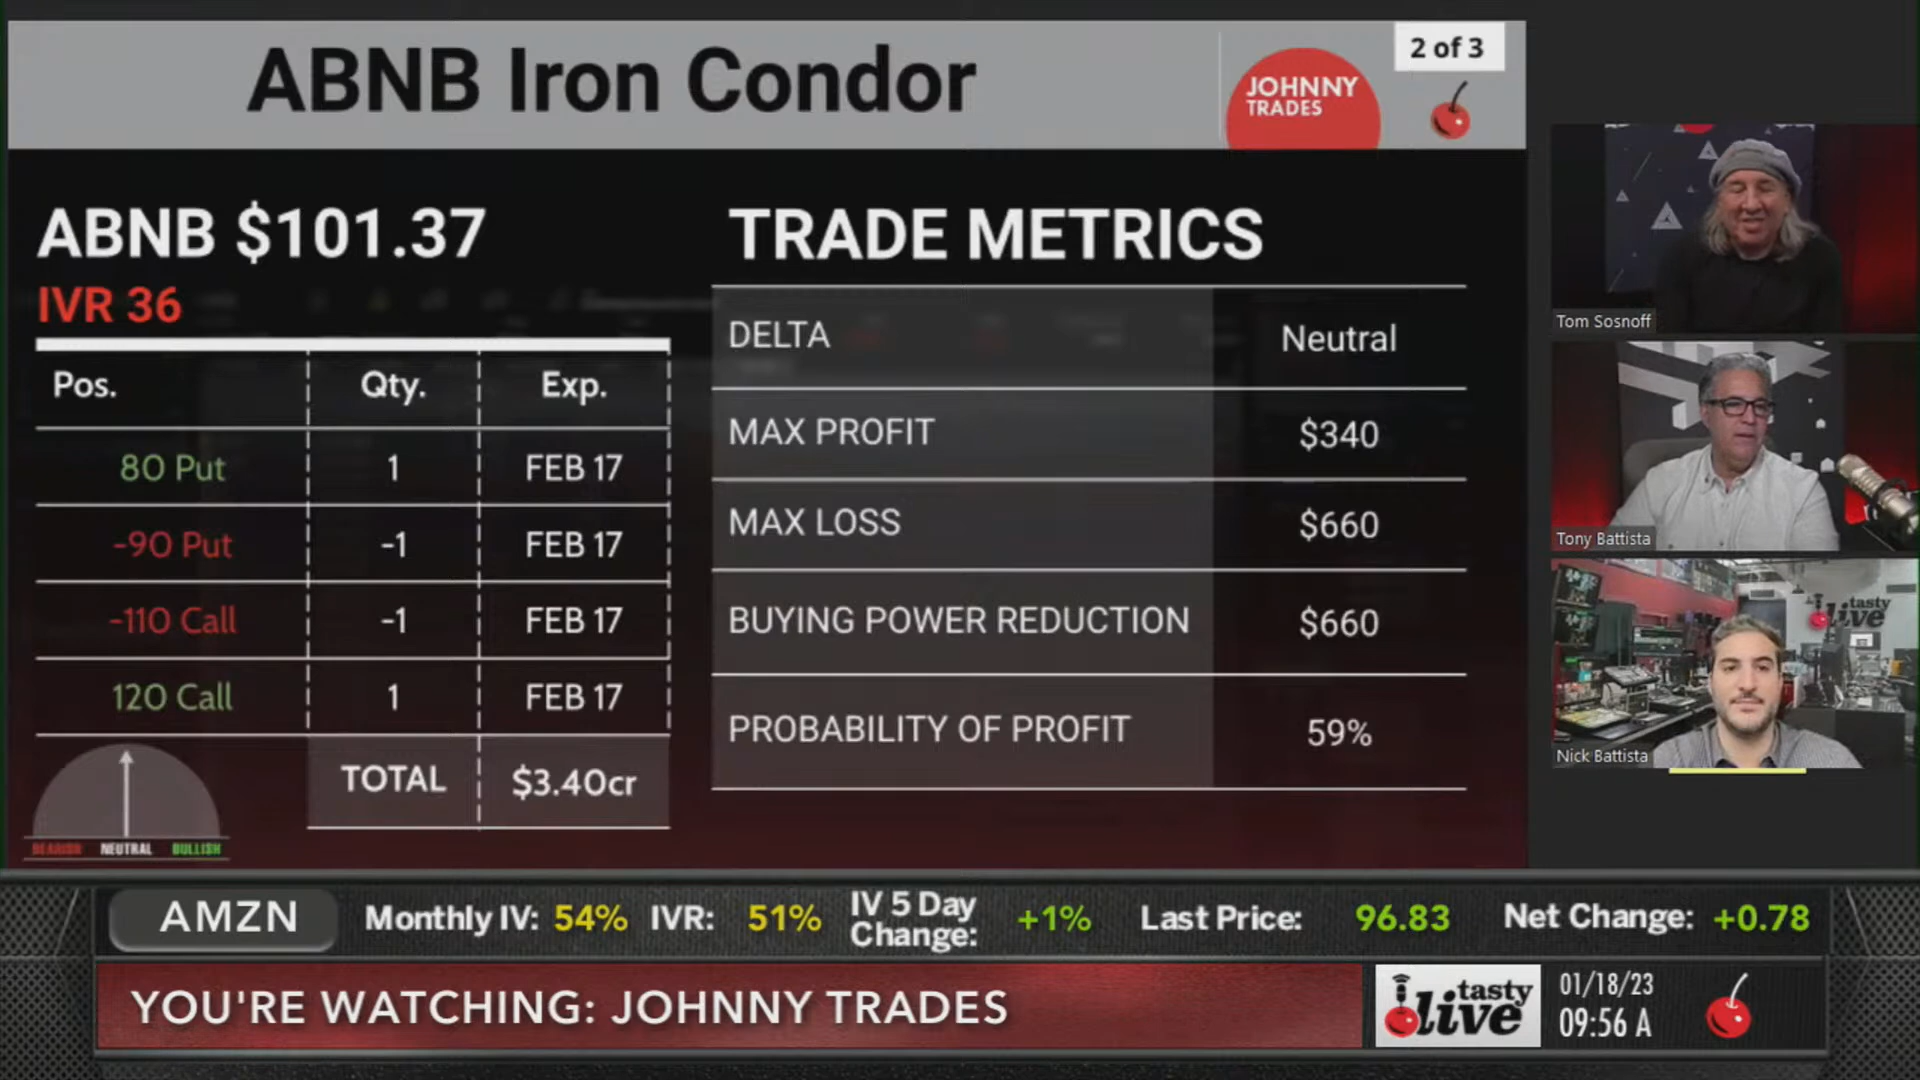 ABNB Iron Condor
JOHNNY
TRADES
2 of 3
ABNB $101.37
IVR 36
Pos. Qty. Exp.
80 Put 1 FEB 17
-90 Put -1 FEB 17
-110 Call -1 FEB 17
120 Call 1 FEB 17
TOTAL $3.40cr
BEARISH NEUTRAL BULLISH
TRADE METRICS
DELTA Neutral
MAX PROFIT $340
MAX LOSS $660
BUYING POWER REDUCTION $660
PROBABILITY OF PROFIT 59%
Tom Sosnoff
Tony Battista
tasty
live
Nick Battista
AMZN Monthly IV: 54% IVR: 51% IV 5 Day
Change: +1% Last Price: 96.83 Net Change: +0.78
YOU'RE WATCHING: JOHNNY TRADES
tasty
live
01/18/23
09:56 A